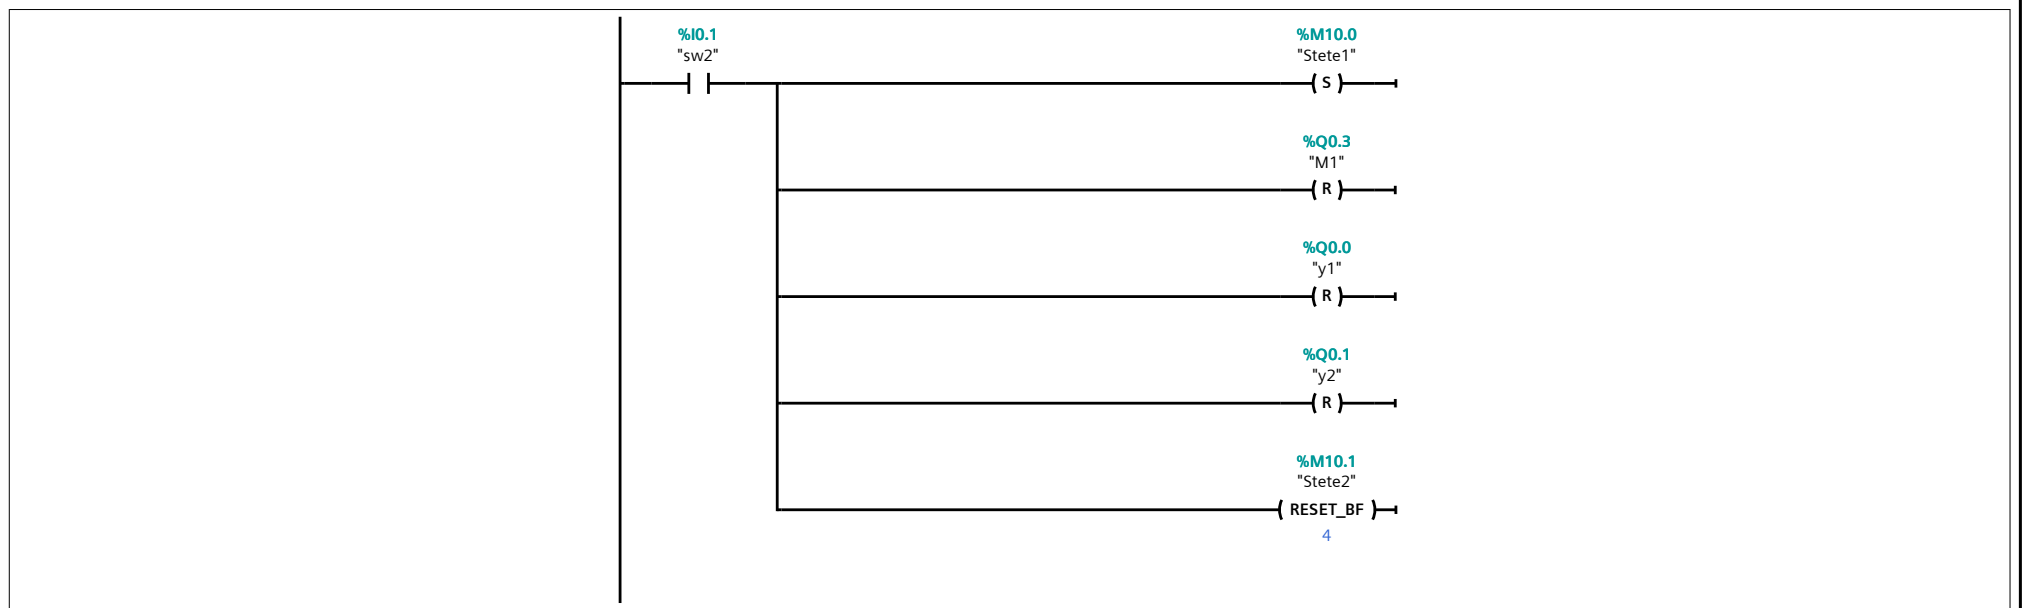 %I0.1
"sw2"
%M10.0
"Stete1"
S
%Q0.3
"M1"
R
%Q0.0
"y1"
R
%Q0.1
"y2"
R
%M10.1
"Stete2"
RESET_BF
4